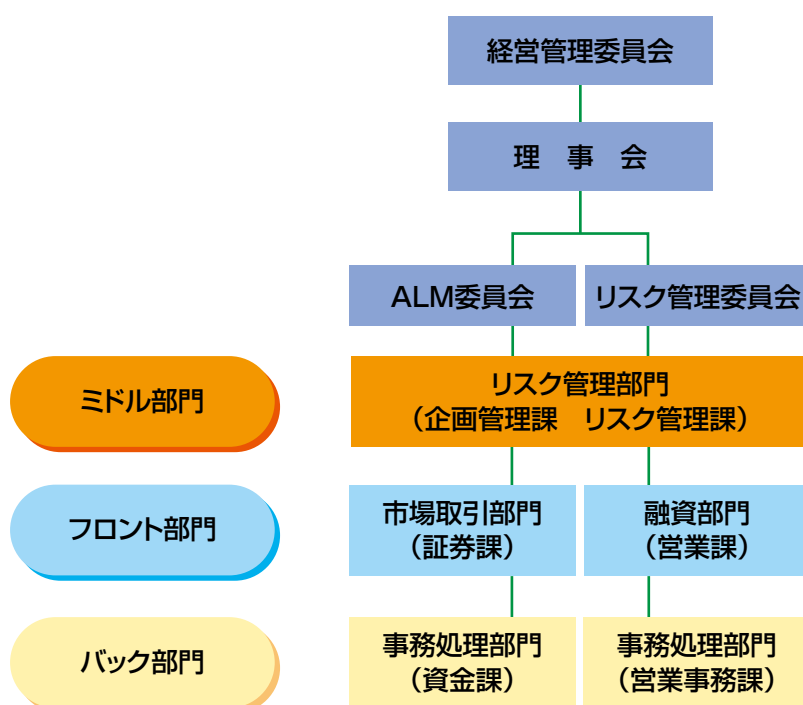 経営管理委員会
理　事　会
ALM委員会
リスク管理委員会
ミドル部門
リスク管理部門
（企画管理課　リスク管理課）
フロント部門
市場取引部門
（証券課）
融資部門
（営業課）
バック部門
事務処理部門
（資金課）
事務処理部門
（営業事務課）